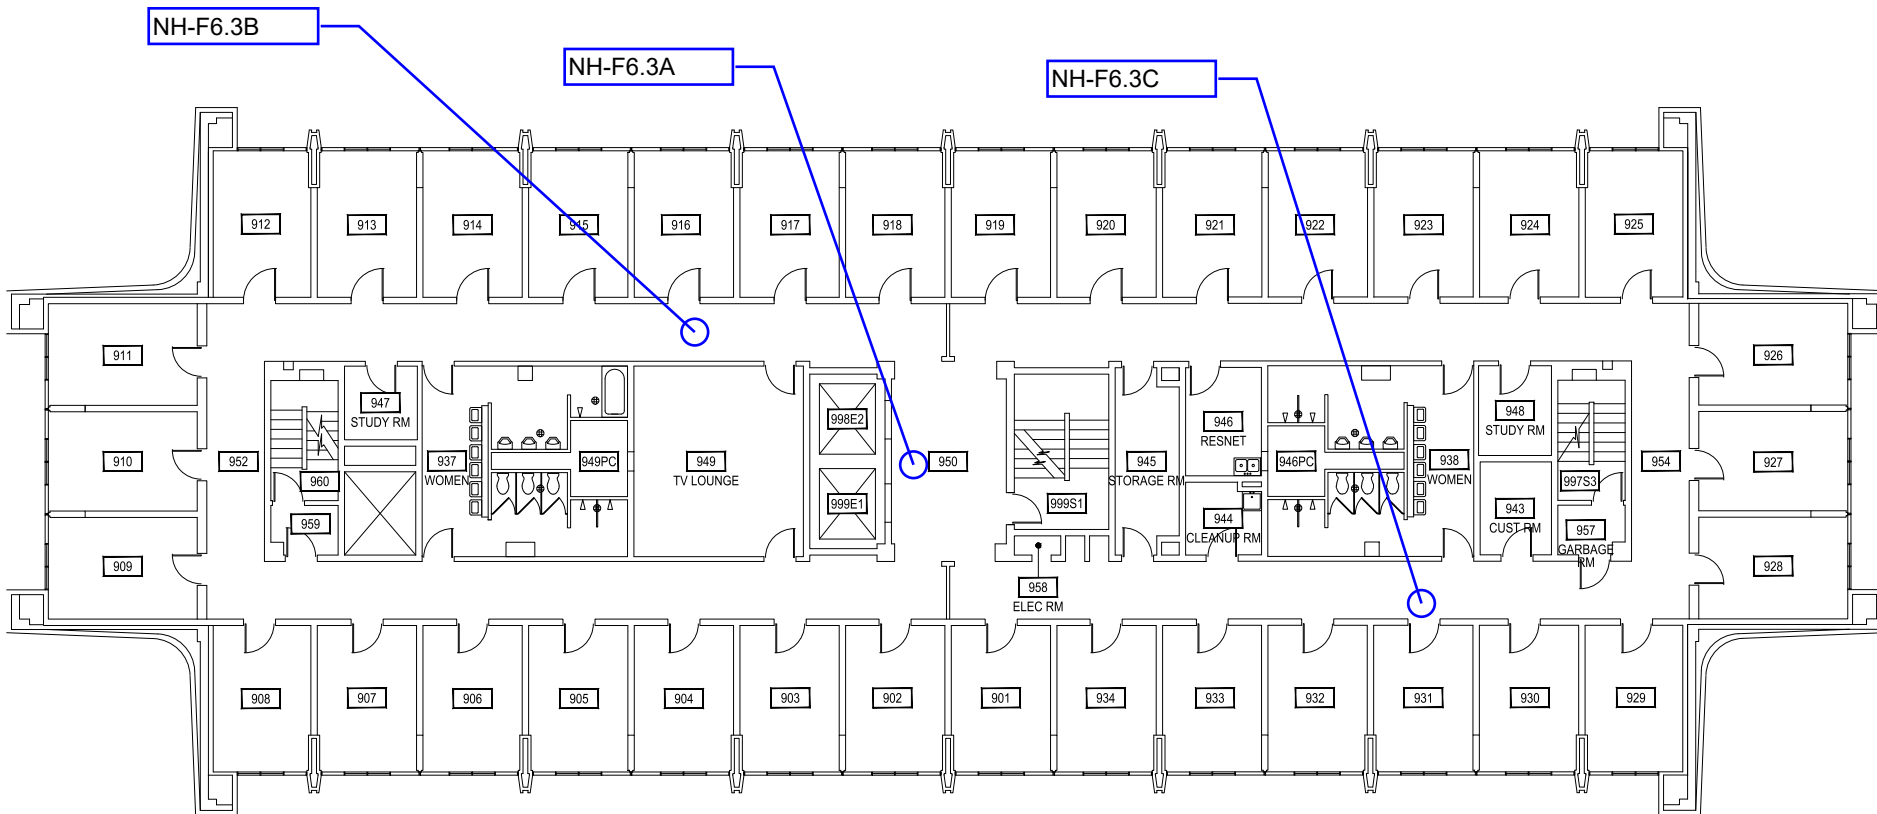 NH-F6.3B
NH-F6.3A
NH-F6.3C
912
913
914
915
916
917
918
919
920
921
922
923
924
925
911
926
947
STUDY RM
998E2
946
RESNET
948
STUDY RM
910
952
960
937
WOMEN
949PC
949
TV LOUNGE
950
945
STORAGE RM
946PC
938
WOMEN
997S3
954
927
959
999E1
999S1
944
CLEANUP RM
943
CUST RM
957
GARBAGE
RM
909
958
ELEC RM
928
908
907
906
905
904
903
902
901
934
933
932
931
930
929